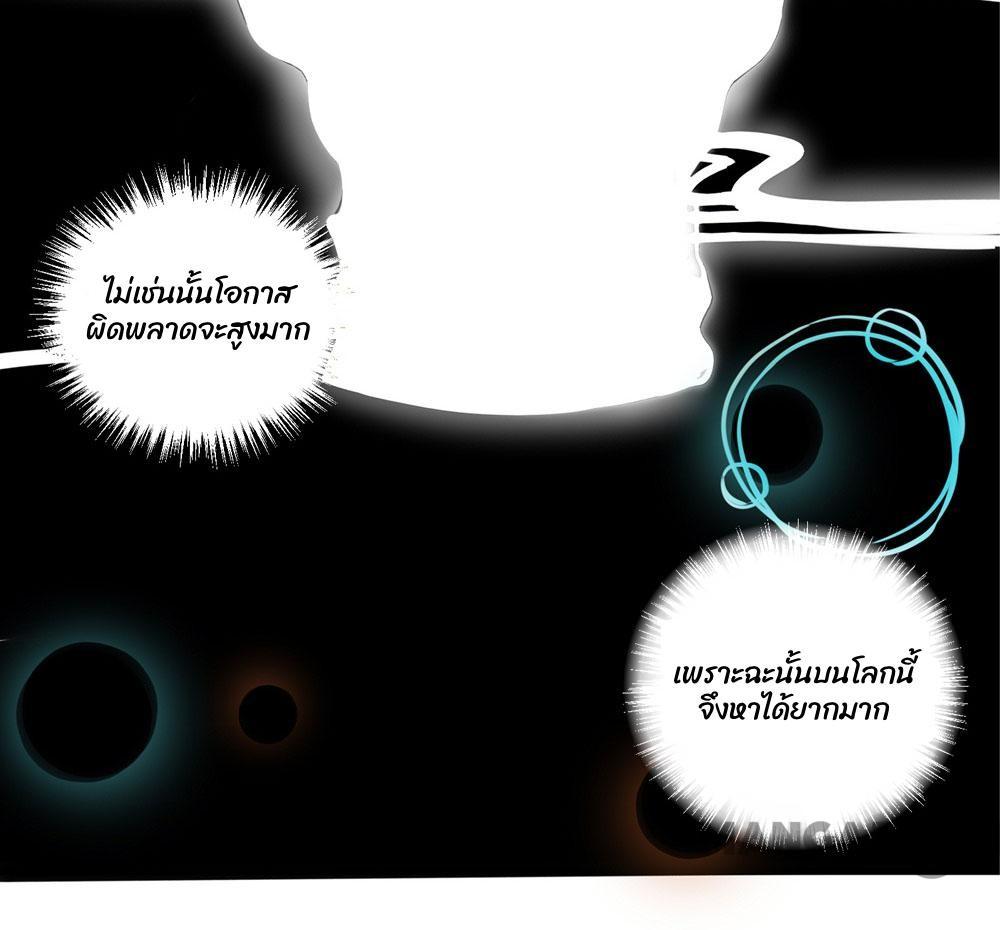 ไม่เช่นนั้นโอกาส
ผิดพลาดจะสูงมาก
เพราะฉะนั้นบนโลกนี้
จึงหาได้ยากมาก